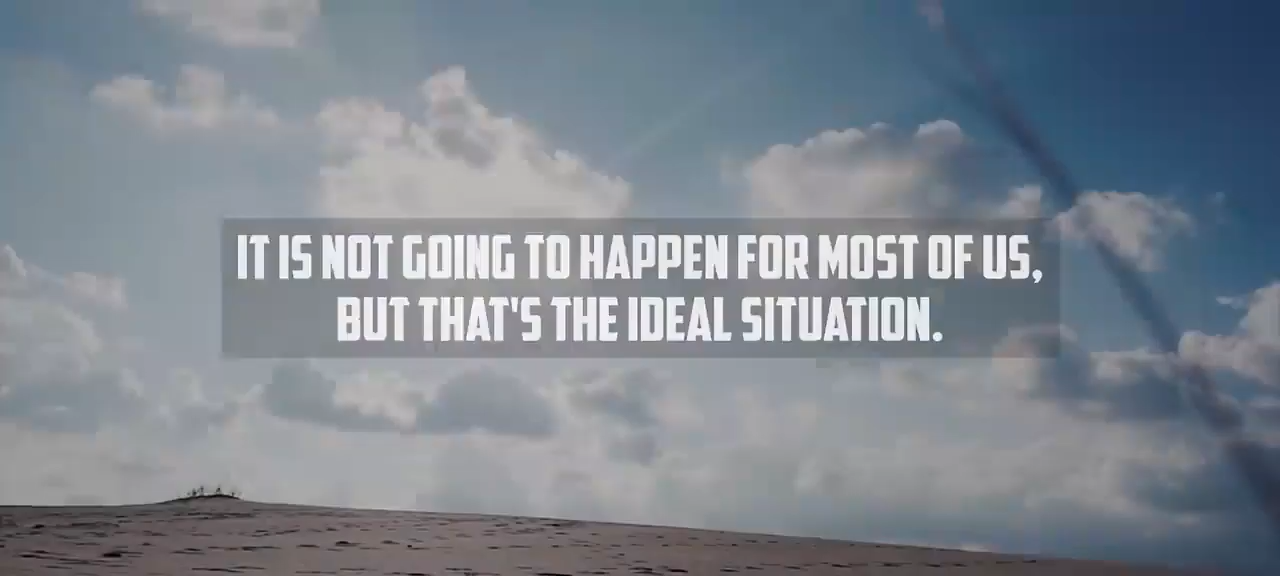 IT IS NOT GOING TO HAPPEN FOR MOST OF US,
BUT THAT'S THE IDEAL SITUATION.